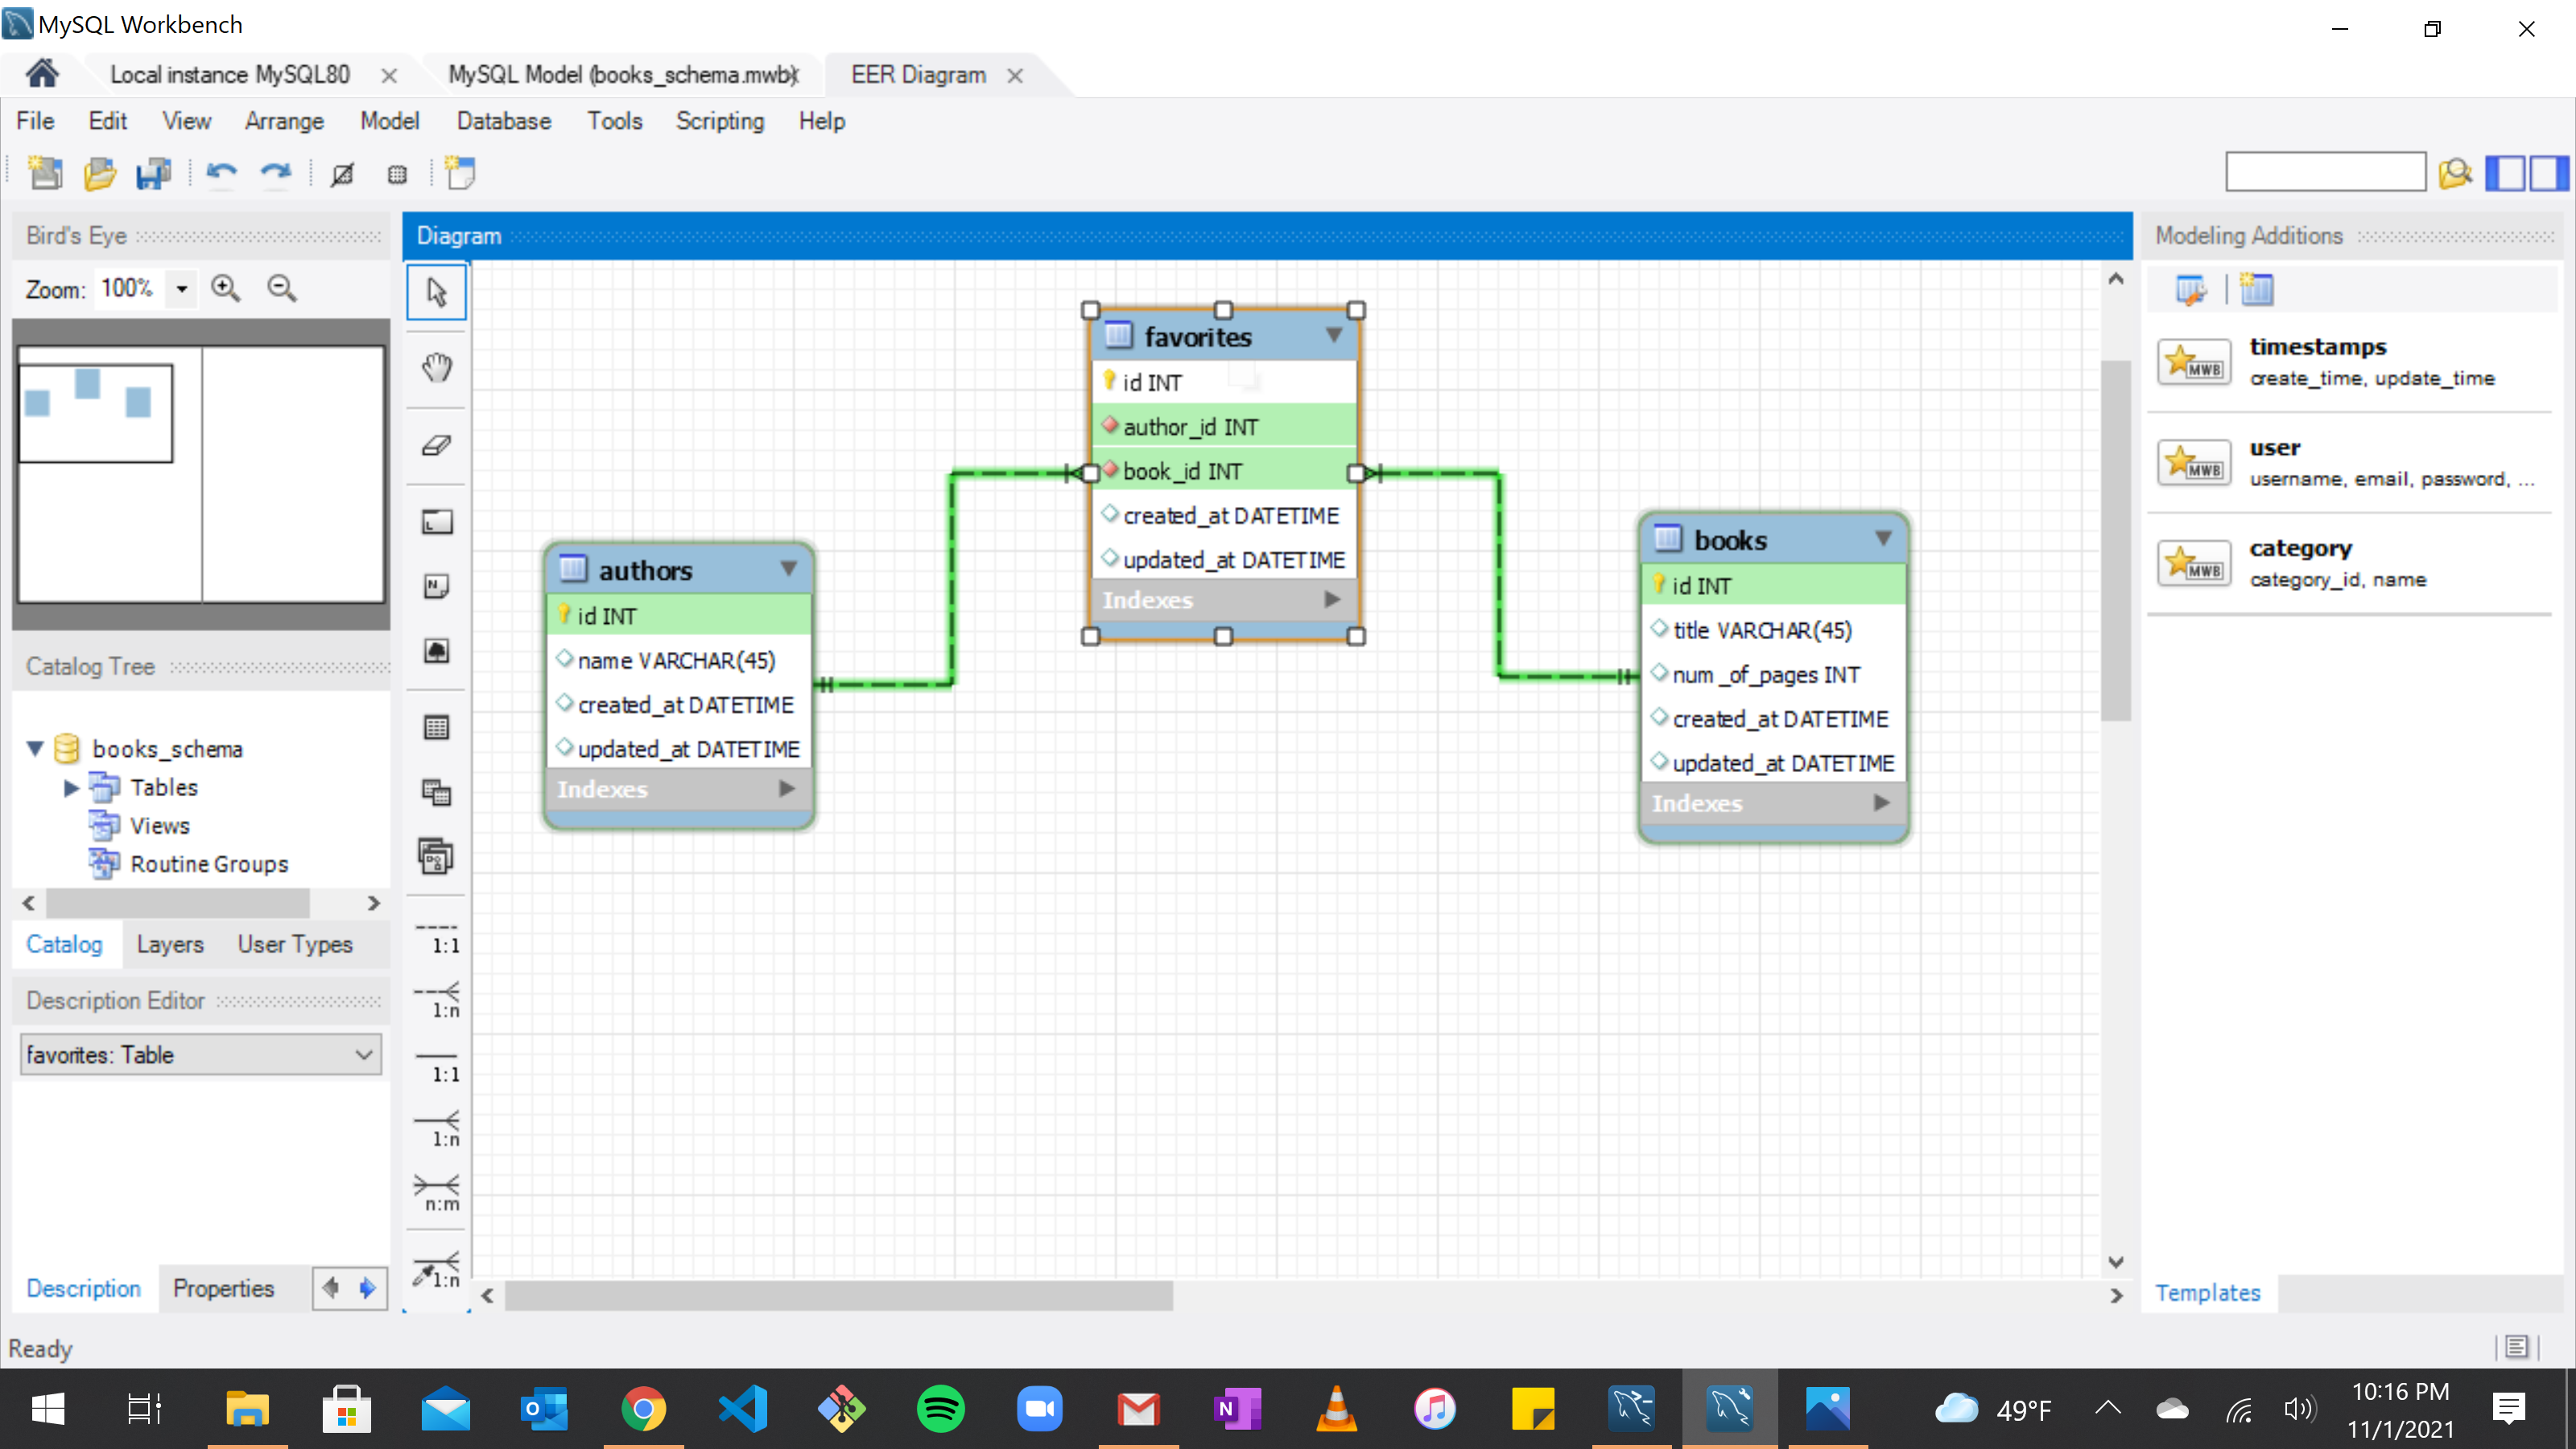 MySQL Workbench
Local instance MySQL80
MySQL Model (books_schema.mwb)
EER Diagram
File Edit View Arrange Model Database Tools Scripting Help
Bird's Eye
Zoom: 100%
Catalog Tree
books_schema
Tables
Views
Routine Groups
Catalog Layers User Types
Description Editor
favorites: Table
Description Properties
Diagram
1:1
1:n
1:1
1:n
n:m
1:n
authors
id INT
name VARCHAR(45)
created_at DATETIME
updated_at DATETIME
Indexes
favorites
id INT
author_id INT
book_id INT
created_at DATETIME
updated_at DATETIME
Indexes
books
id INT
title VARCHAR(45)
num_of_pages INT
created_at DATETIME
updated_at DATETIME
Indexes
Modeling Additions
MWB
timestamps
create_time, update_time
MWB
user
username, email, password, ...
MWB
category
category_id, name
Templates
Ready
49°F
10:16 PM
11/1/2021